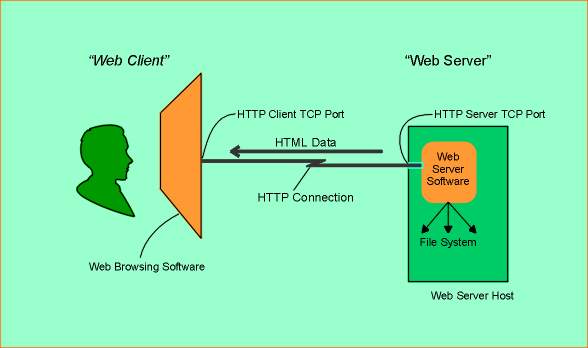 “Web Client”
“Web Server”
HTTP Client TCP Port
HTTP Server TCP Port
HTML Data
Web
Server
Software
HTTP Connection
File System
Web Browsing Software
Web Server Host